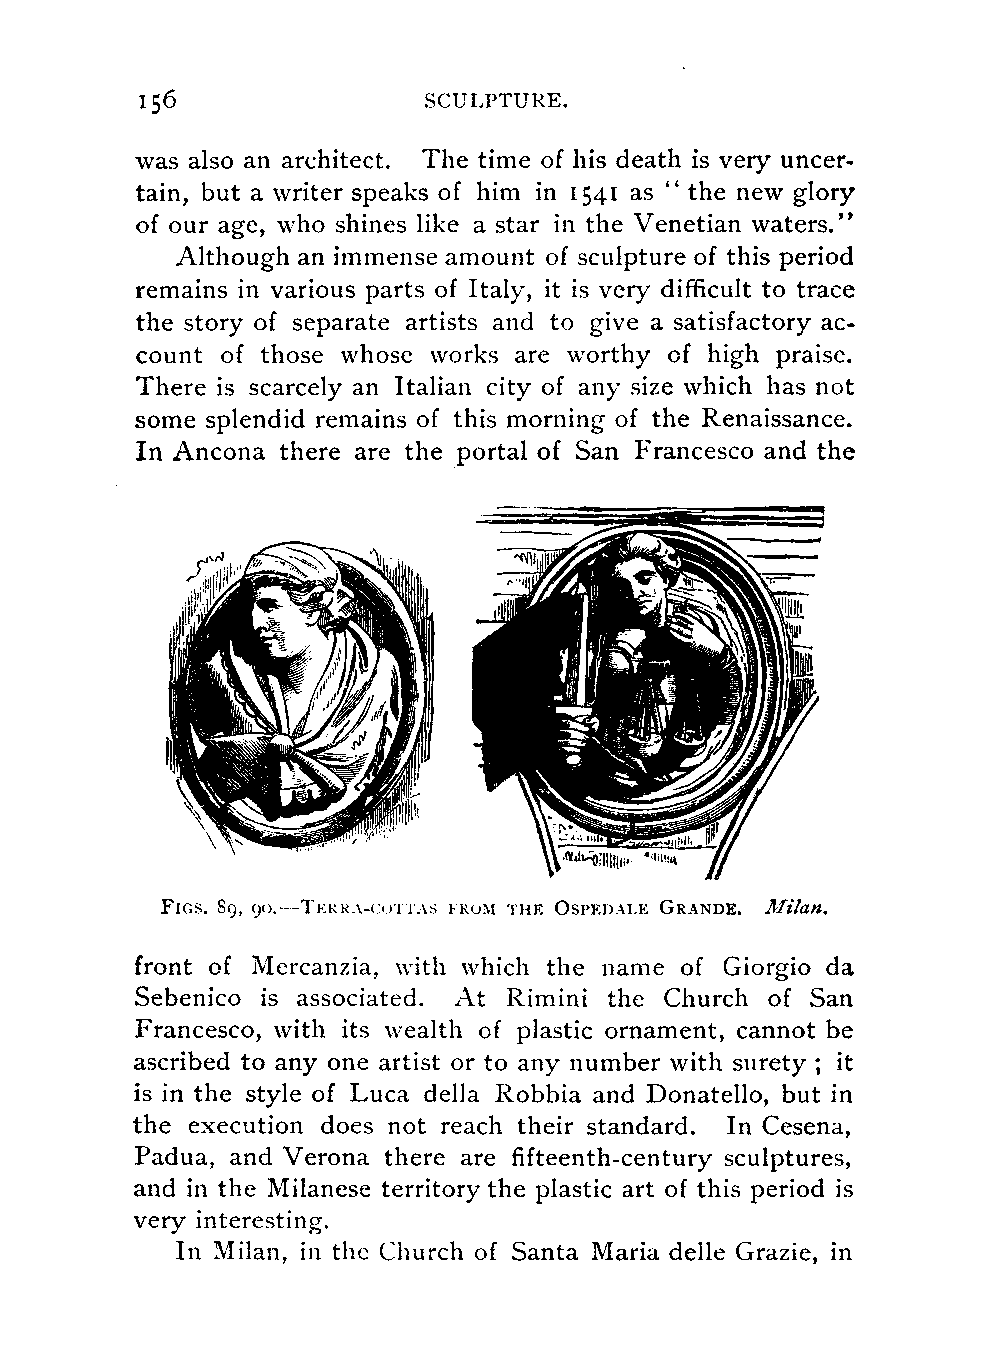 156 SCULPTURE.
was also an architect. The time of his death is very uncer-
tain, but a writer speaks of him in 1541 as “ the new glory
of our age, who shines like a star in the Venetian waters.”
Although an immense amount of sculpture of this period
remains in various parts of Italy, it is very difficult to trace
the story of separate artists and to give a satisfactory ac-
count of those whose works are worthy of high praise.
There is scarcely an Italian city of any size which has not
some splendid remains of this morning of the Renaissance.
In Ancona there are the portal of San Francesco and the
FIGS. 89, 90.—TERRA-COTTAS FROM THE OSPEDALE GRANDE. Milan.
front of Mercanzia, with which the name of Giorgio da
Sebenico is associated. At Rimini the Church of San
Francesco, with its wealth of plastic ornament, cannot be
ascribed to any one artist or to any number with surety ; it
is in the style of Luca della Robbia and Donatello, but in
the execution does not reach their standard. In Cesena,
Padua, and Verona there are fifteenth-century sculptures,
and in the Milanese territory the plastic art of this period is
very interesting.
In Milan, in the Church of Santa Maria delle Grazie, in